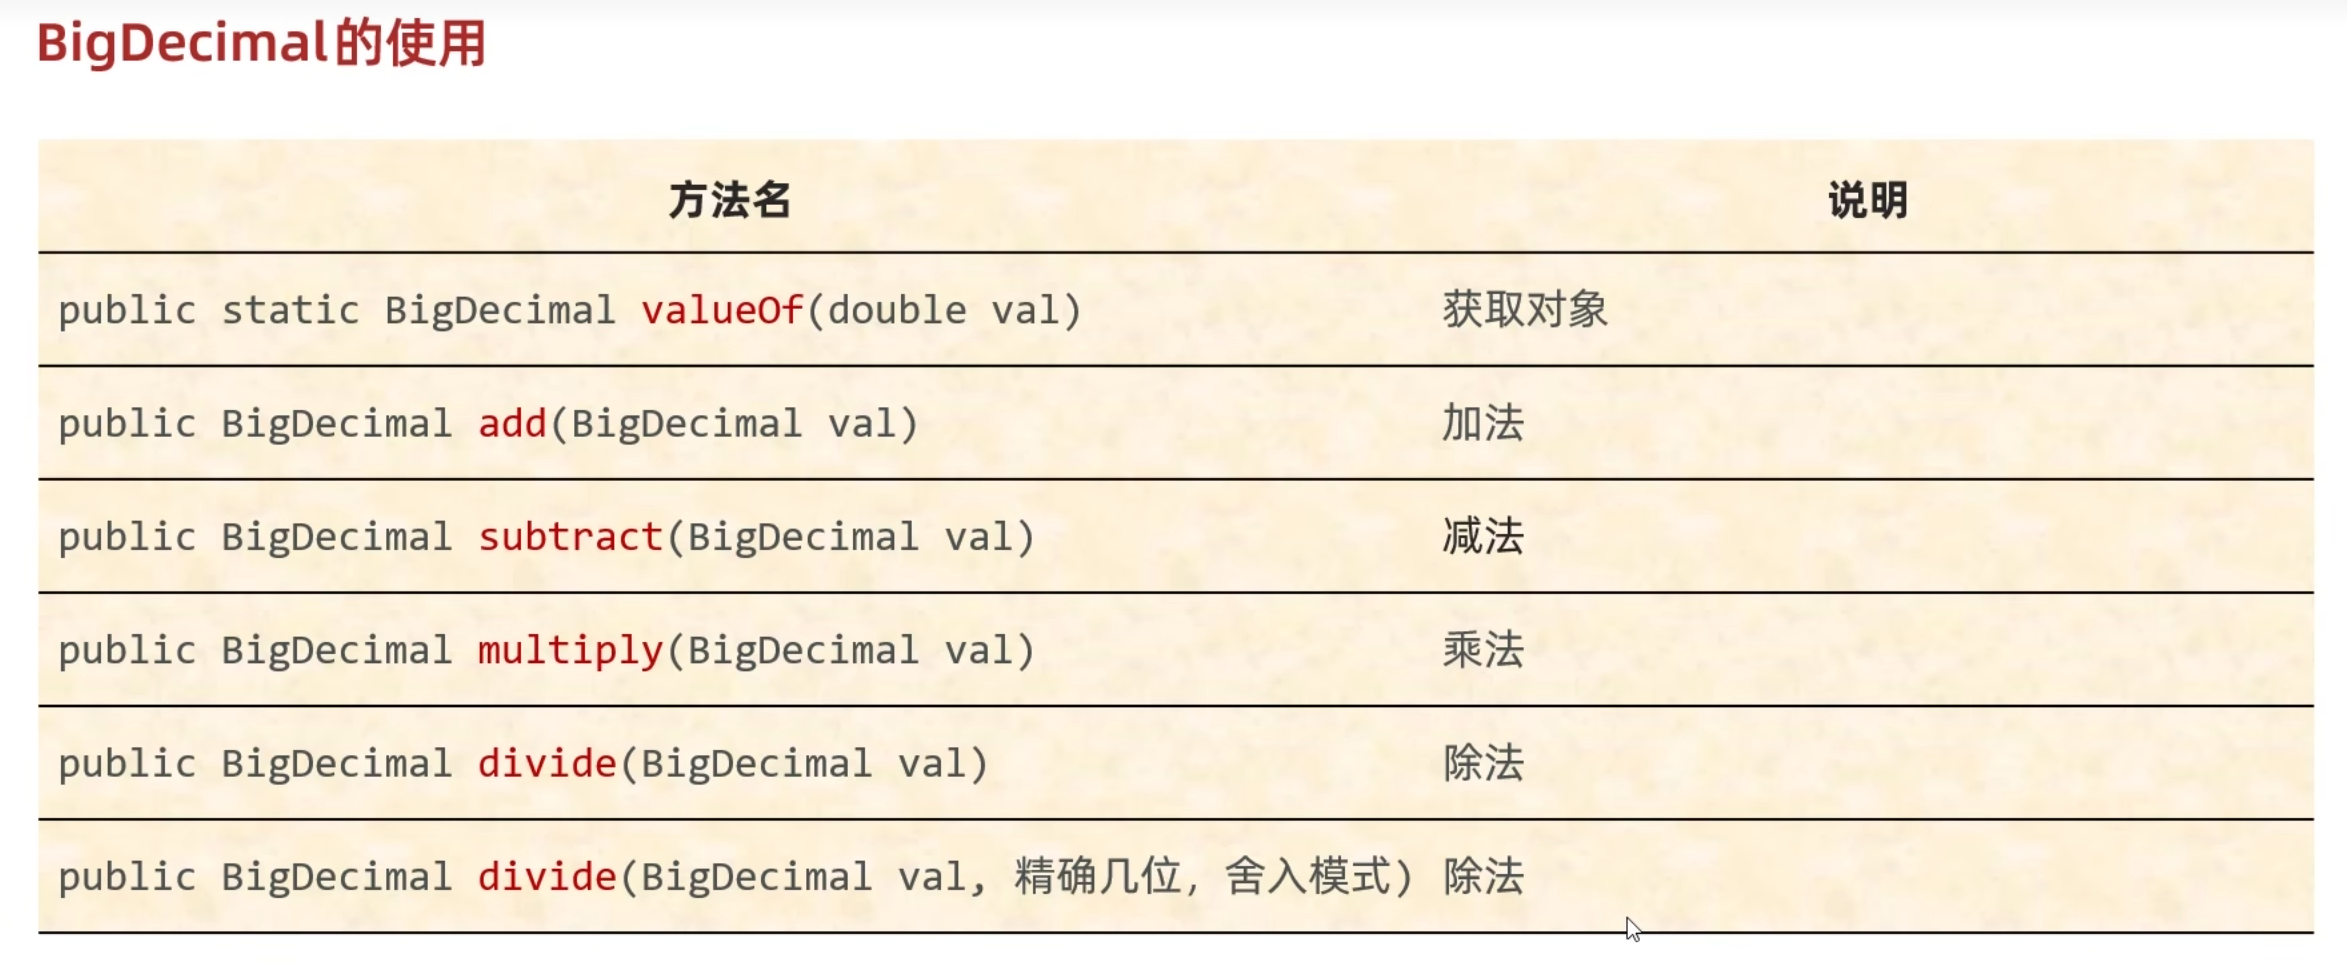 BigDecimal的使用
方法名 说明
public static BigDecimal valueOf(double val) 获取对象
public BigDecimal add(BigDecimal val) 加法
public BigDecimal subtract(BigDecimal val) 减法
public BigDecimal multiply(BigDecimal val) 乘法
public BigDecimal divide(BigDecimal val) 除法
public BigDecimal divide(BigDecimal val, 精确几位, 舍入模式) 除法